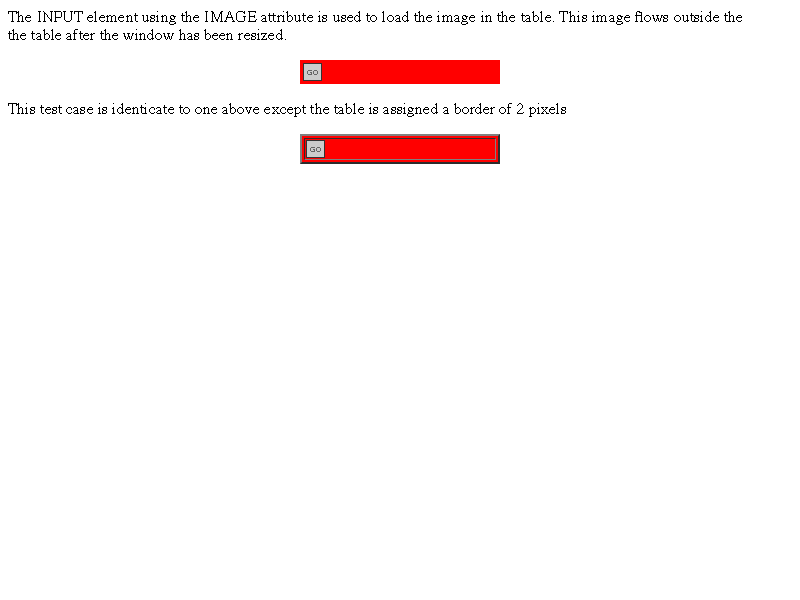 The INPUT element using the IMAGE attribute is used to load the image in the table. This image flows outside the
the table after the window has been resized.
GO
This test case is identicate to one above except the table is assigned a border of 2 pixels
GO